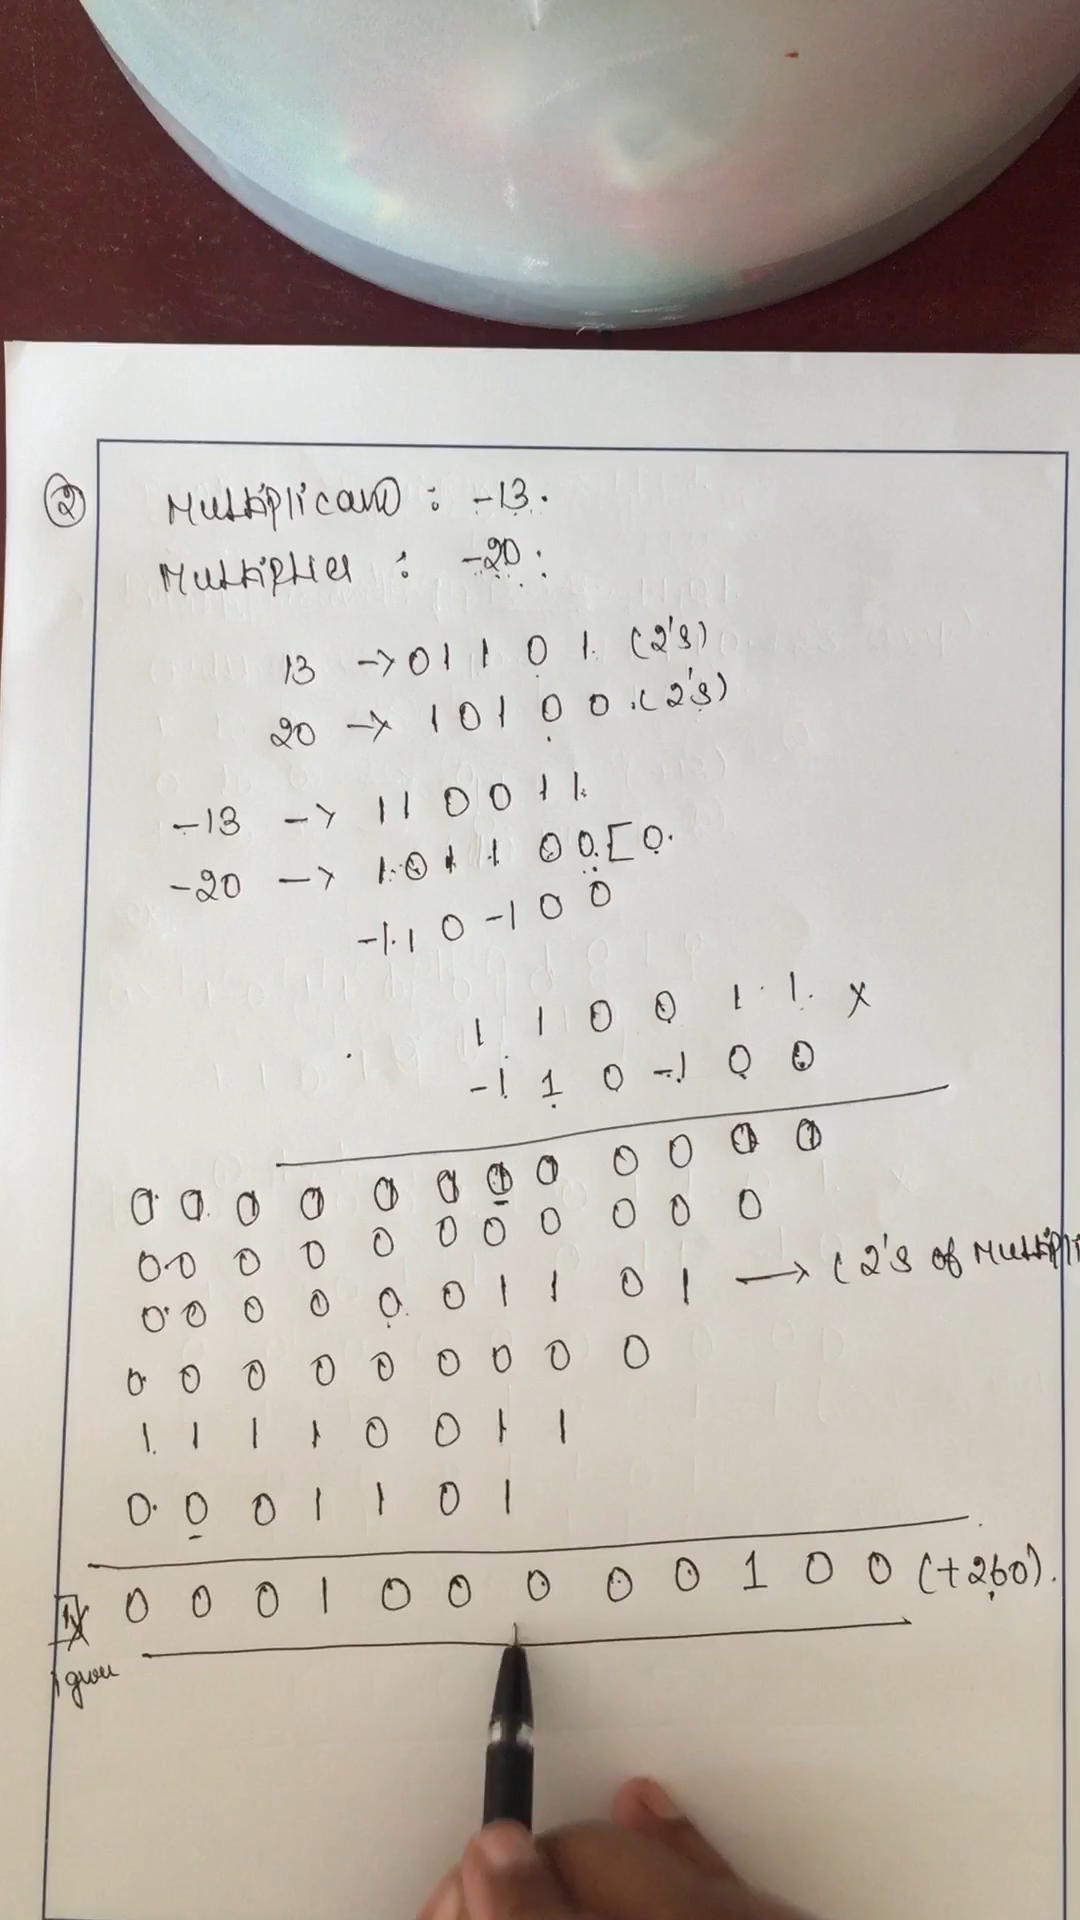 ②
Multiplicand : -13.
Multiplier : -20 :
13 → 0 1 1 0 1. (2's)
20 → 1 0 1 0 0 .(2's)
-13 → 1 1 0 0 1 1.
-20 → 1 0 1 1 0 0 [0.
-1 1 0 -1 0 0
1 1 0 0 1 1. x
-1 1 0 -1 0 0
0 0 0 0 0 0 0 0 0 0 0 0
0 0 0 0 0 0 0 0 0 0 0
0 0 0 0 0 0 1 1 0 1 → (2's of Multipli
0 0 0 0 0 0 0 0 0
1 1 1 1 0 0 1 1
0 0 0 1 1 0 1
1 0 0 0 1 0 0 0 0 0 1 0 0 (+260).